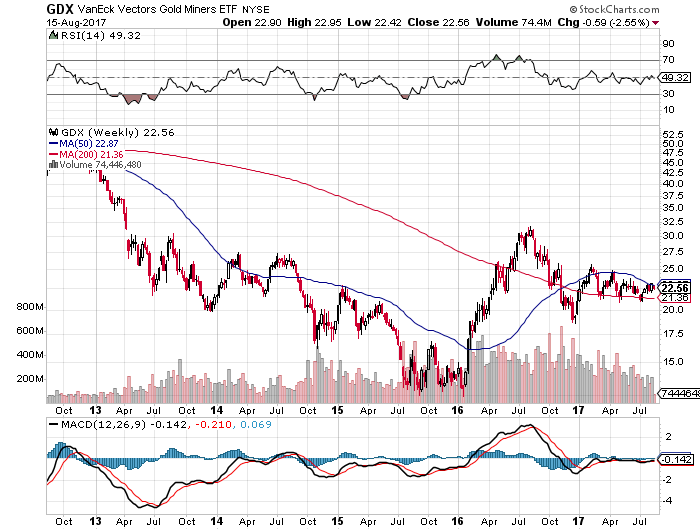 GDX VanEck Vectors Gold Miners ETF NYSE © StockCharts.com
15-Aug-2017 Open 22.90 High 22.95 Low 22.42 Close 22.56 Volume 74.4M Chg -0.59 (-2.55%)
RSI(14) 49.32
90
70
49.32
30
10
GDX (Weekly) 22.56
MA(50) 22.87
MA(200) 21.36
Volume 74,446,480
52.5
50.0
47.5
45.0
42.5
40.0
37.5
35.0
32.5
30.0
27.5
25.0
22.56
21.36
20.0
17.5
15.0
800M
600M
400M
200M
7444648
Oct 13 Apr Jul Oct 14 Apr Jul Oct 15 Apr Jul Oct 16 Apr Jul Oct 17 Apr Jul
MACD(12,26,9) -0.142, -0.210, 0.069
2
-0.142
-2
-4
Oct 13 Apr Jul Oct 14 Apr Jul Oct 15 Apr Jul Oct 16 Apr Jul Oct 17 Apr Jul